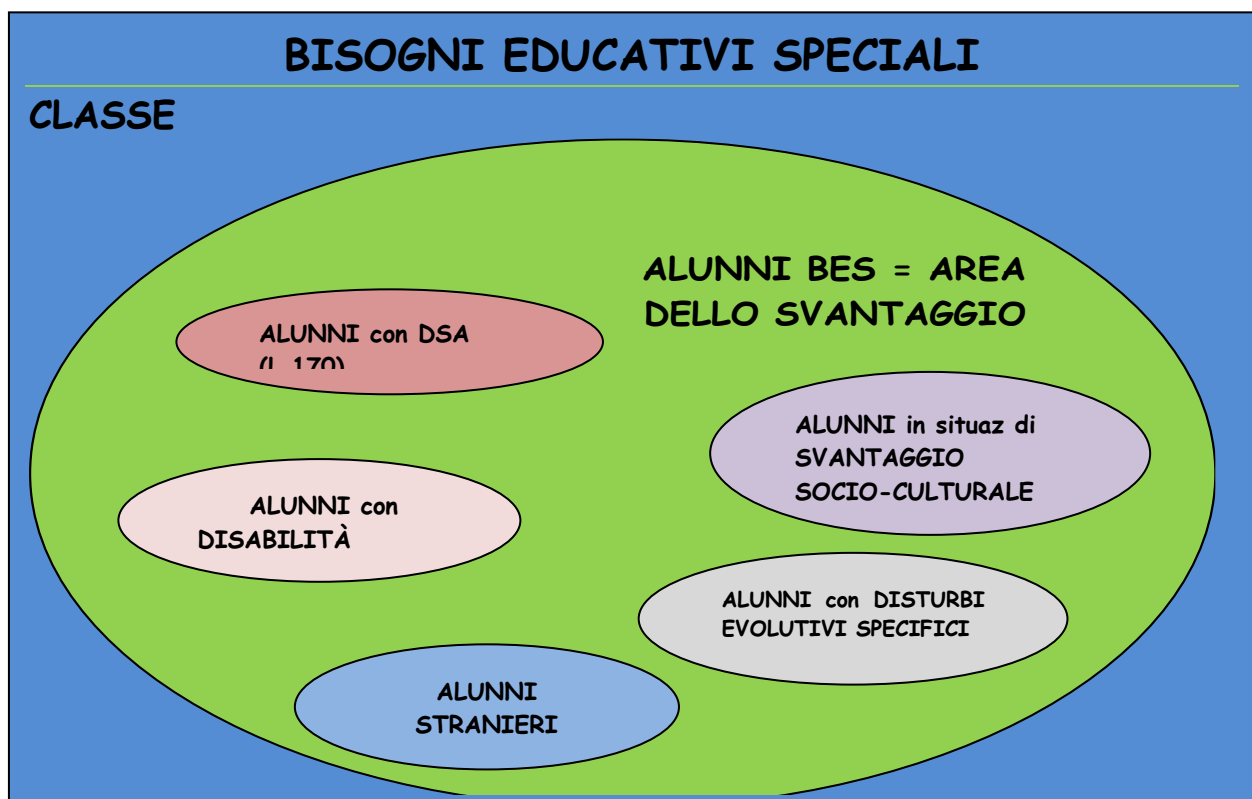 BISOGNI EDUCATIVI SPECIALI
CLASSE
ALUNNI BES = AREA
DELLO SVANTAGGIO
ALUNNI con DSA
(L 170)
ALUNNI in situaz di
SVANTAGGIO
SOCIO-CULTURALE
ALUNNI con
DISABILITÀ
ALUNNI con DISTURBI
EVOLUTIVI SPECIFICI
ALUNNI
STRANIERI